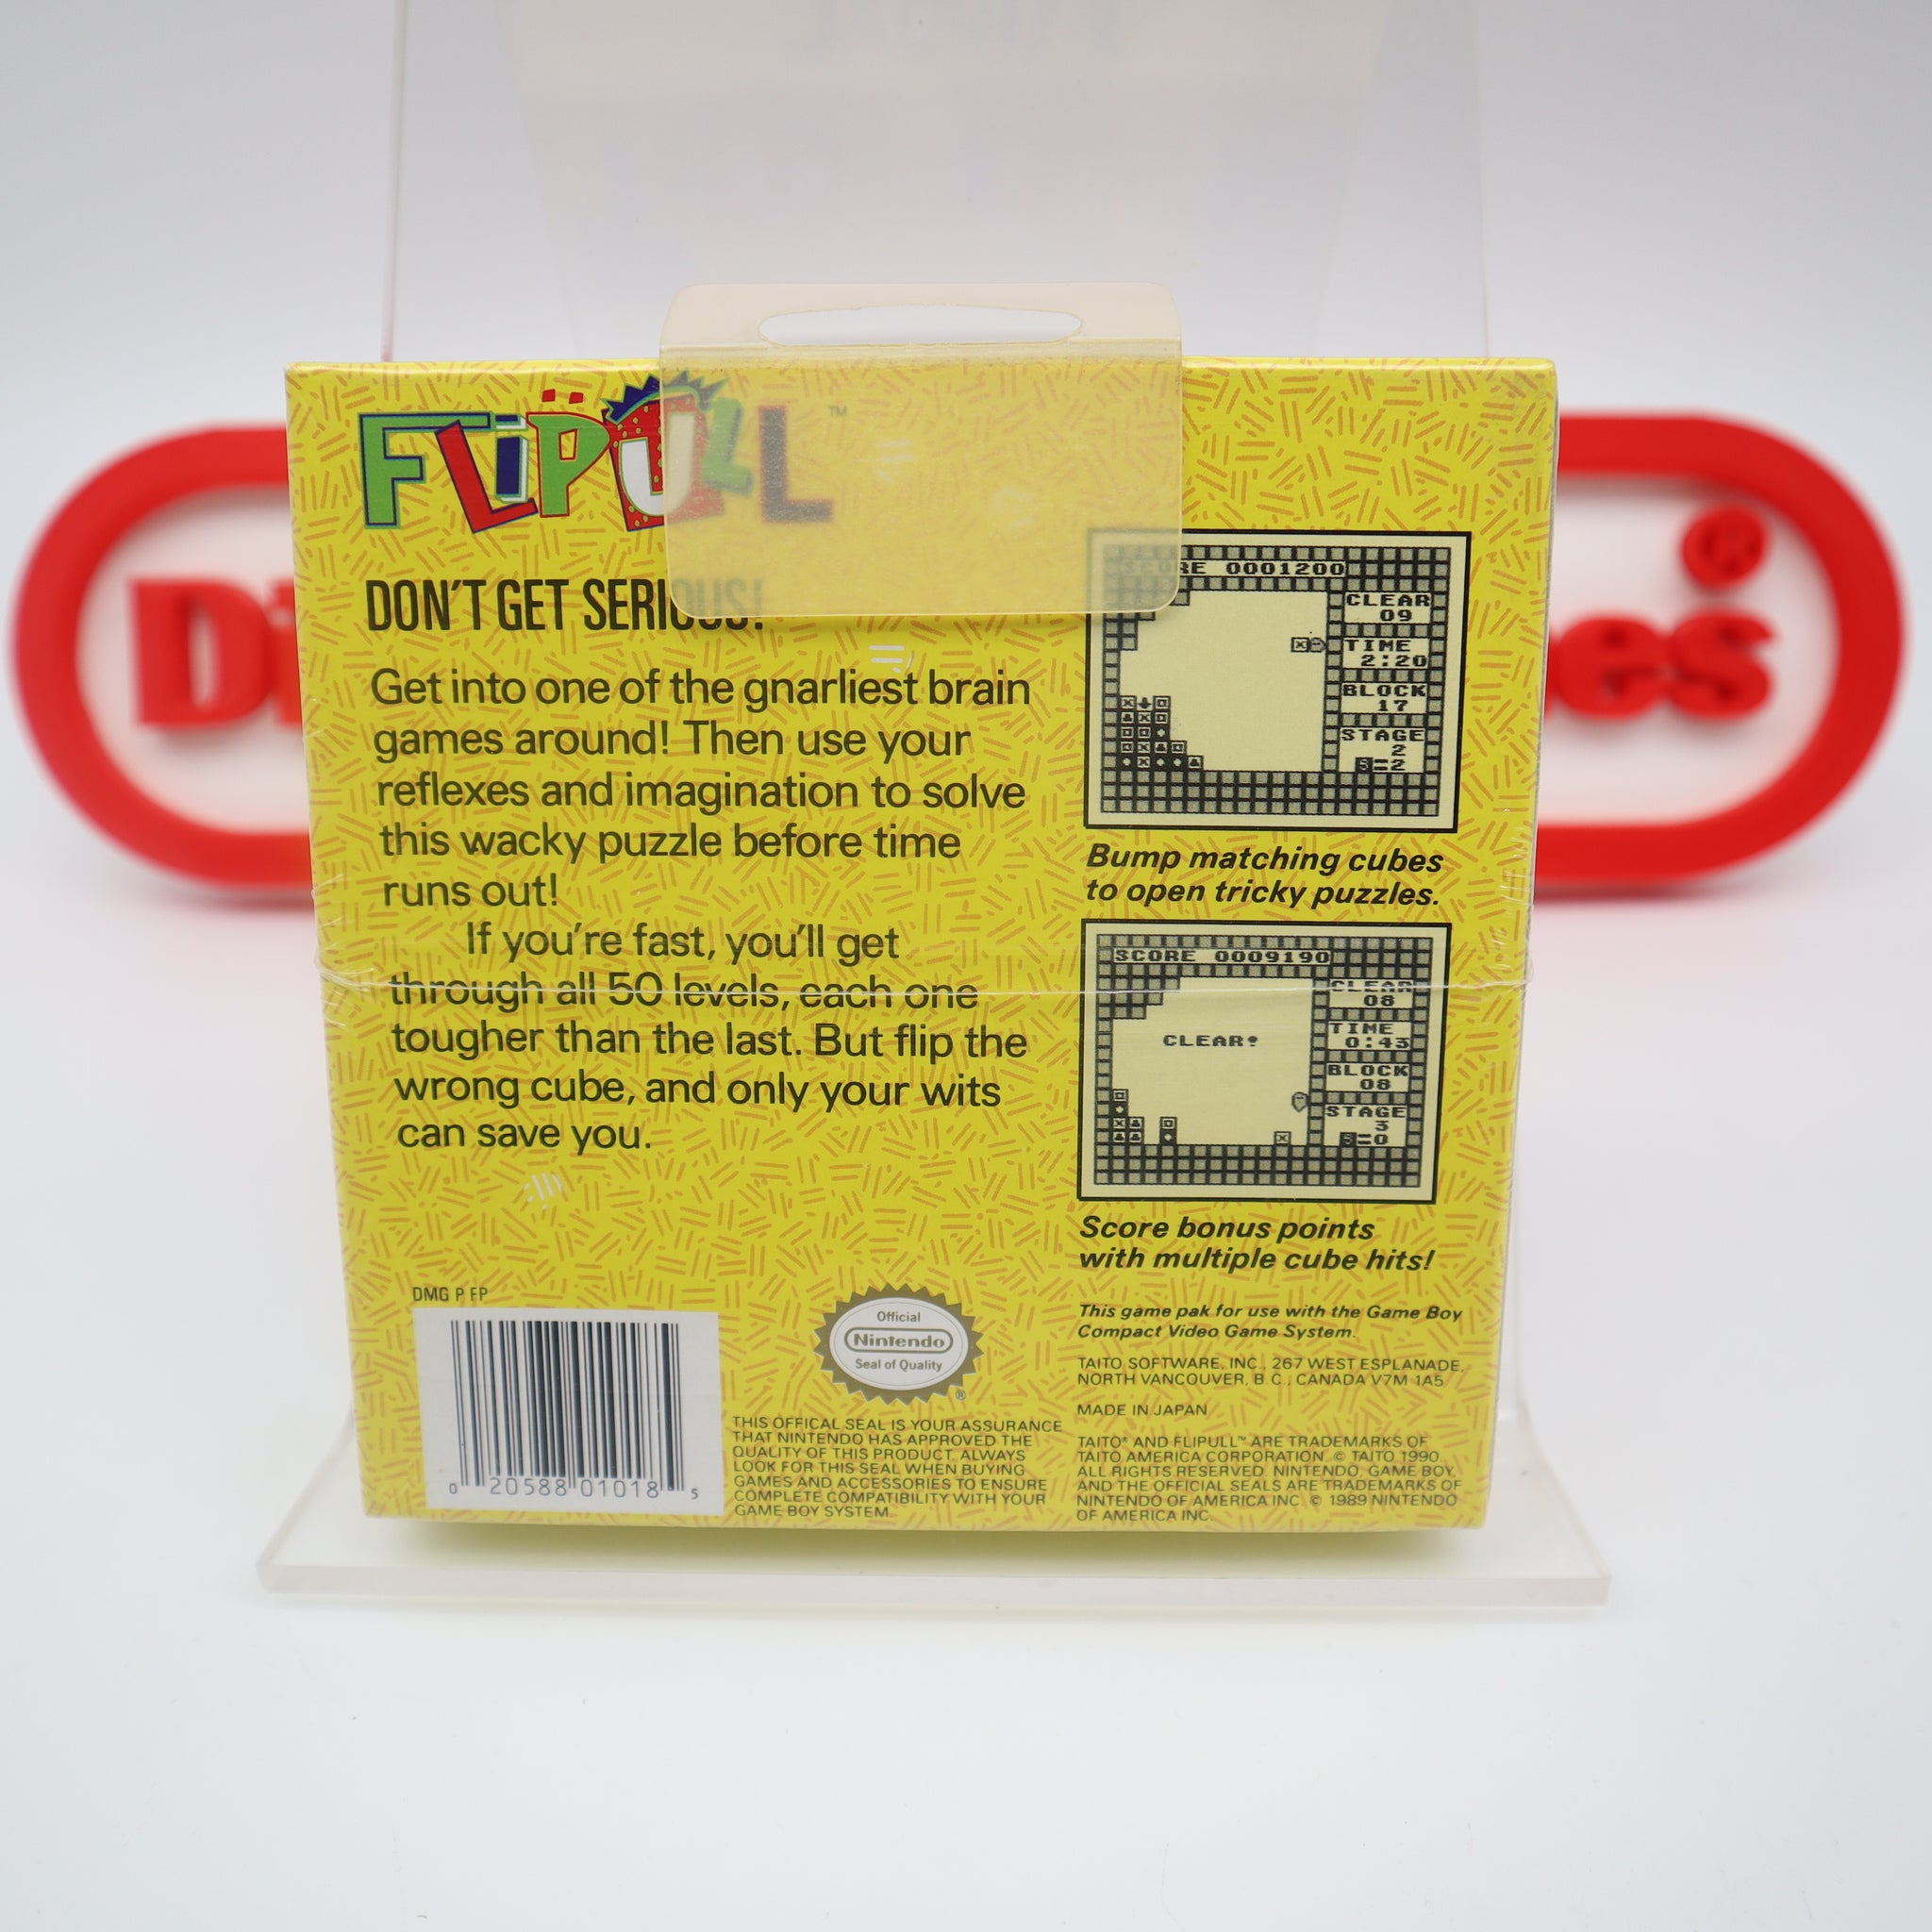 FLIPULL™
DON'T GET SERIOUS!
Get into one of the gnarliest brain
games around! Then use your
reflexes and imagination to solve
this wacky puzzle before time
runs out!
If you're fast, you'll get
through all 50 levels, each one
tougher than the last. But flip the
wrong cube, and only your wits
can save you.
SCORE 0001200
CLEAR
09
TIME
2:20
BLOCK
17
STAGE
2
S=2
Bump matching cubes
to open tricky puzzles.
SCORE 0009190
CLEAR
08
CLEAR!
TIME
0:43
BLOCK
08
STAGE
3
S=0
Score bonus points
with multiple cube hits!
DMG P FP
0 20588 01018 5
Official
Nintendo
Seal of Quality
®
THIS OFFICAL SEAL IS YOUR ASSURANCE
THAT NINTENDO HAS APPROVED THE
QUALITY OF THIS PRODUCT. ALWAYS
LOOK FOR THIS SEAL WHEN BUYING
GAMES AND ACCESSORIES TO ENSURE
COMPLETE COMPATIBILITY WITH YOUR
GAME BOY SYSTEM.
This game pak for use with the Game Boy
Compact Video Game System.
TAITO SOFTWARE, INC., 267 WEST ESPLANADE,
NORTH VANCOUVER, B.C., CANADA V7M 1A5
MADE IN JAPAN
TAITO® AND FLIPULL™ ARE TRADEMARKS OF
TAITO AMERICA CORPORATION. © TAITO 1990.
ALL RIGHTS RESERVED. NINTENDO, GAME BOY,
AND THE OFFICIAL SEALS ARE TRADEMARKS OF
NINTENDO OF AMERICA INC. © 1989 NINTENDO
OF AMERICA INC.
®